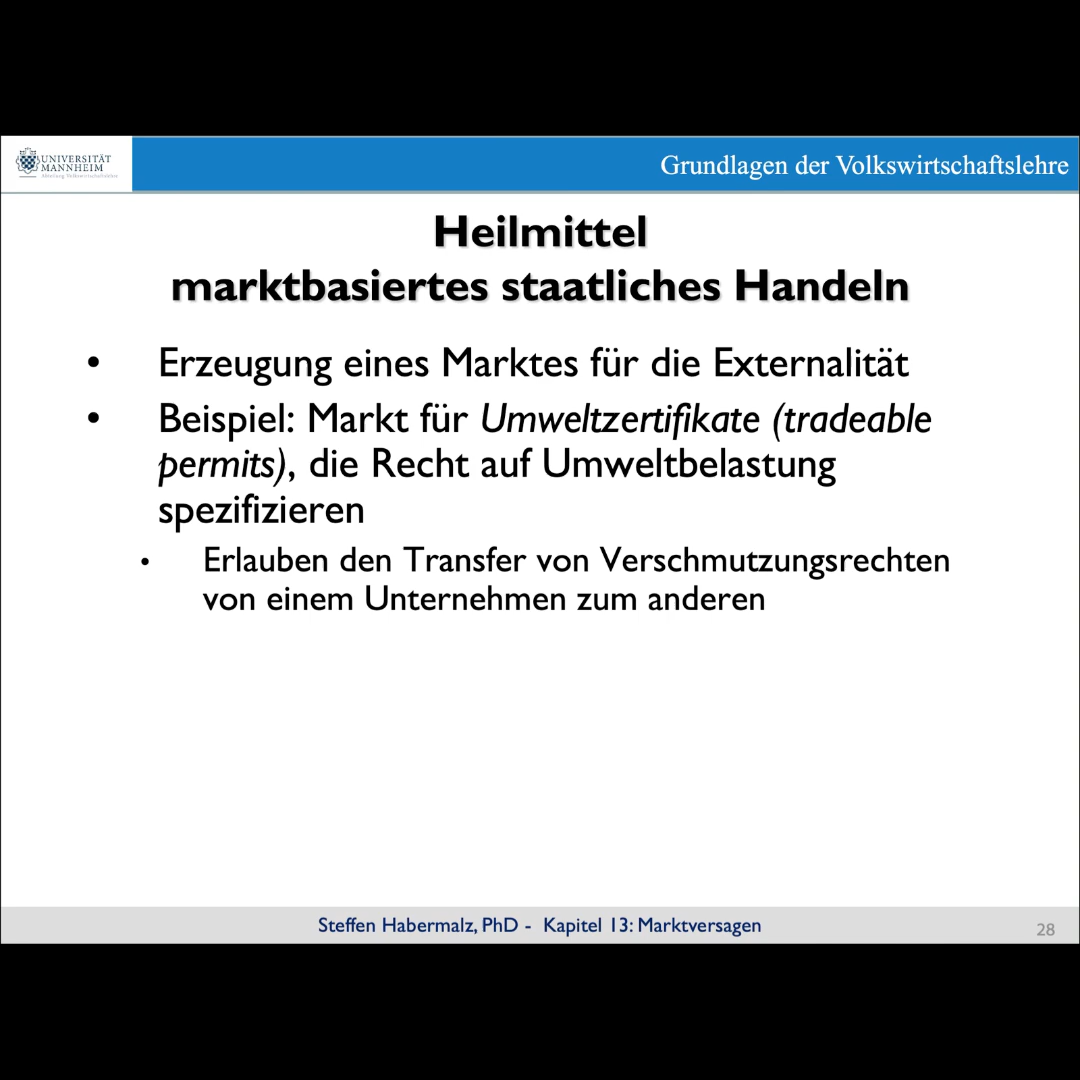 UNIVERSITÄT
MANNHEIM
Grundlagen der Volkswirtschaftslehre
Heilmittel
marktbasiertes staatliches Handeln
• Erzeugung eines Marktes für die Externalität
• Beispiel: Markt für Umweltzertifikate (tradeable
permits), die Recht auf Umweltbelastung
spezifizieren
• Erlauben den Transfer von Verschmutzungsrechten
von einem Unternehmen zum anderen
Steffen Habermalz, PhD - Kapitel 13: Marktversagen
28